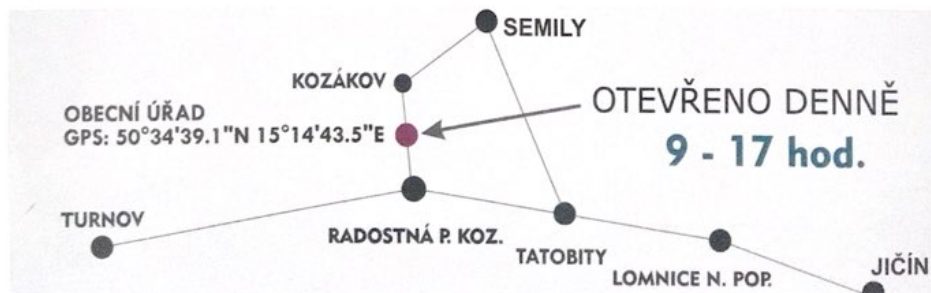 SEMILY
KOZÁKOV
OTEVŘENO DENNĚ
9 - 17 hod.
OBECNÍ ÚŘAD
GPS: 50°34'39.1"N 15°14'43.5"E
TURNOV
RADOSTNÁ P. KOZ.
TATOBITY
LOMNICE N. POP.
JIČÍN